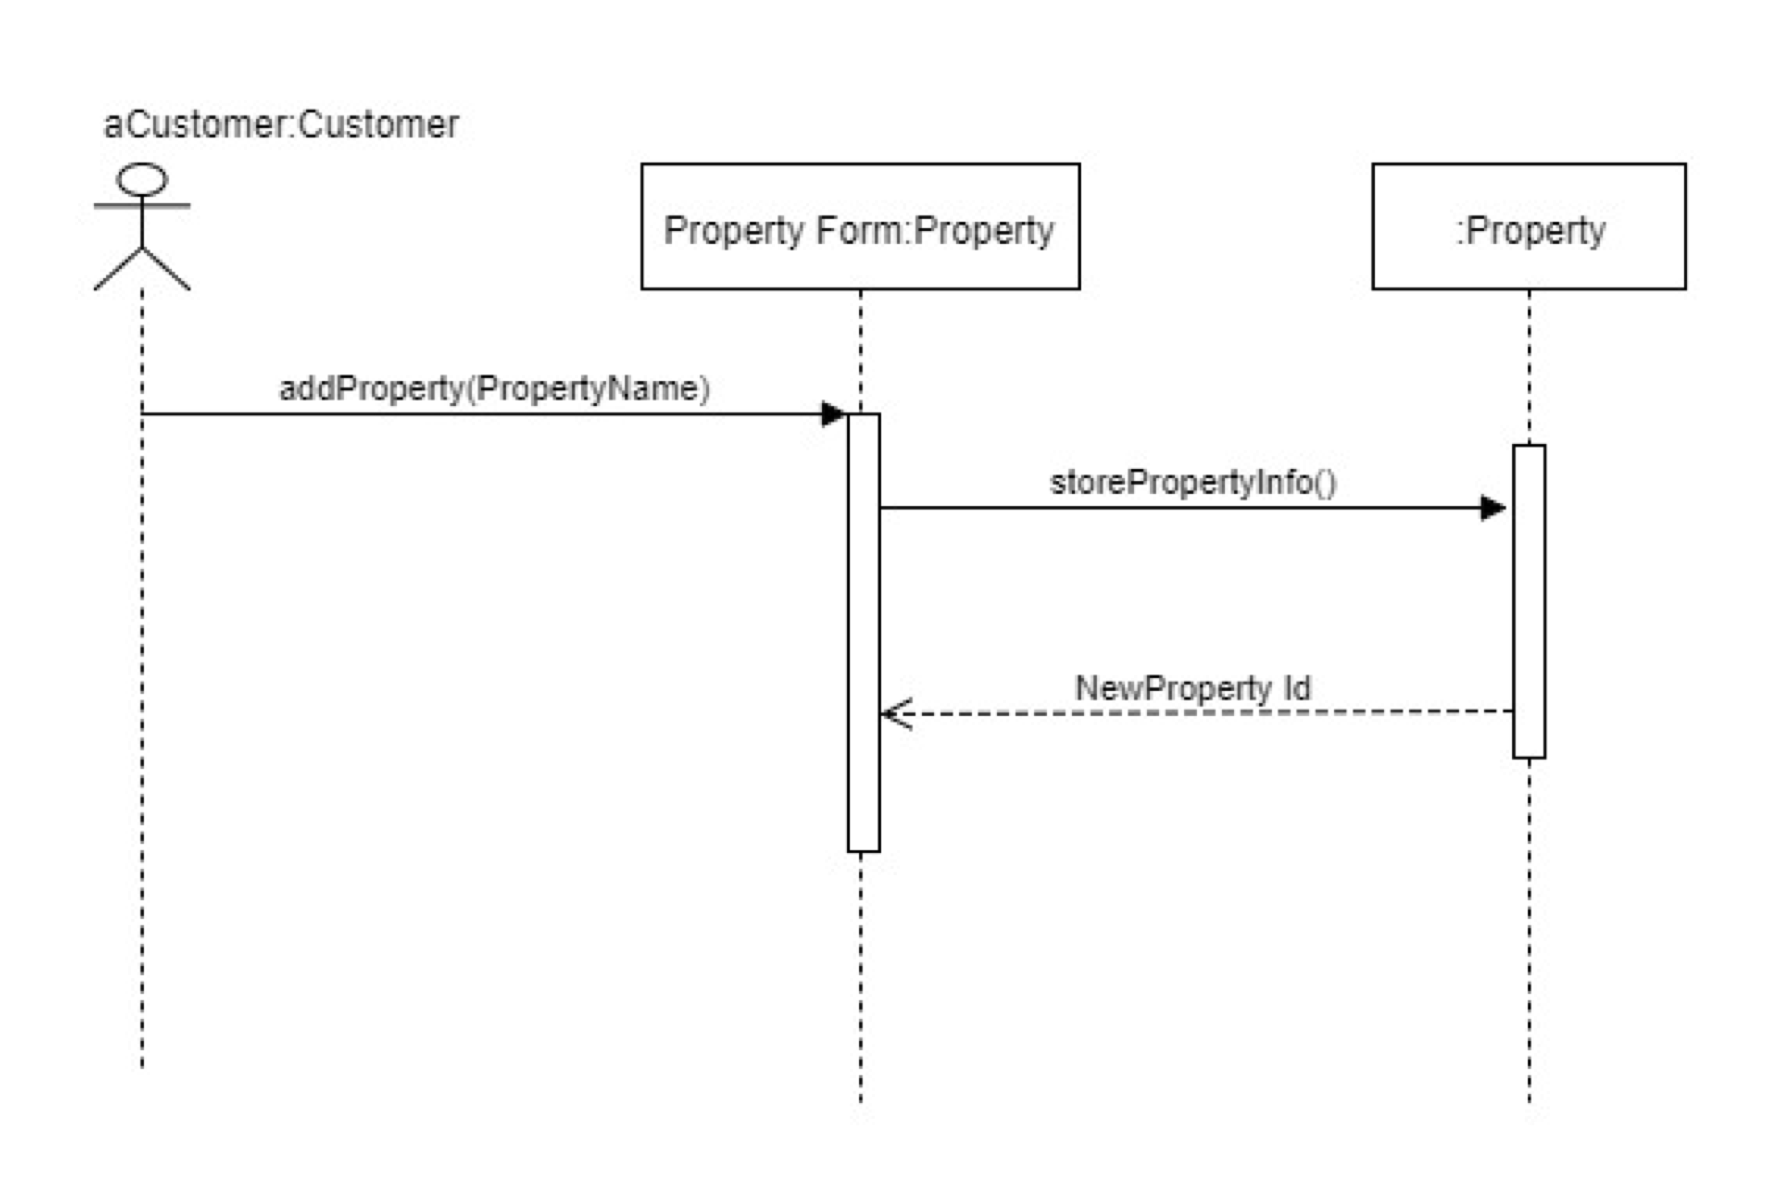 aCustomer:Customer
Property Form:Property
:Property
addProperty(PropertyName)
storePropertyInfo()
NewProperty Id